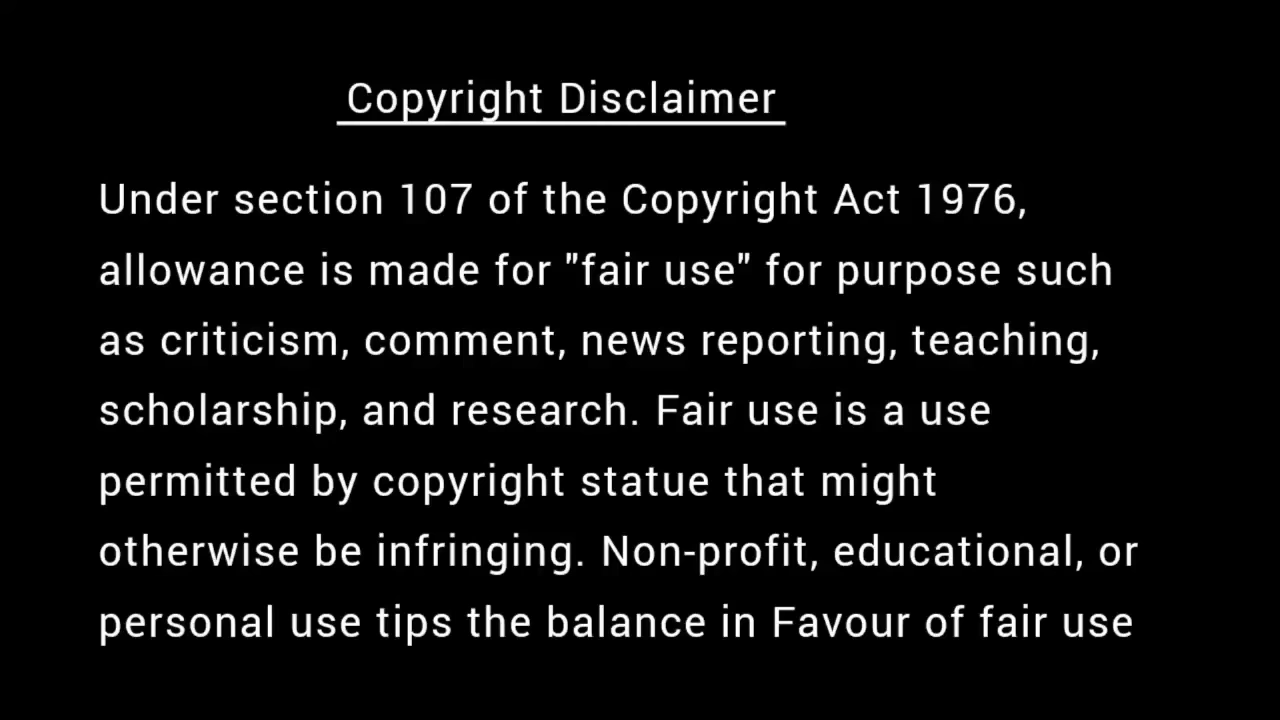 Copyright Disclaimer
Under section 107 of the Copyright Act 1976,
allowance is made for "fair use" for purpose such
as criticism, comment, news reporting, teaching,
scholarship, and research. Fair use is a use
permitted by copyright statue that might
otherwise be infringing. Non-profit, educational, or
personal use tips the balance in Favour of fair use